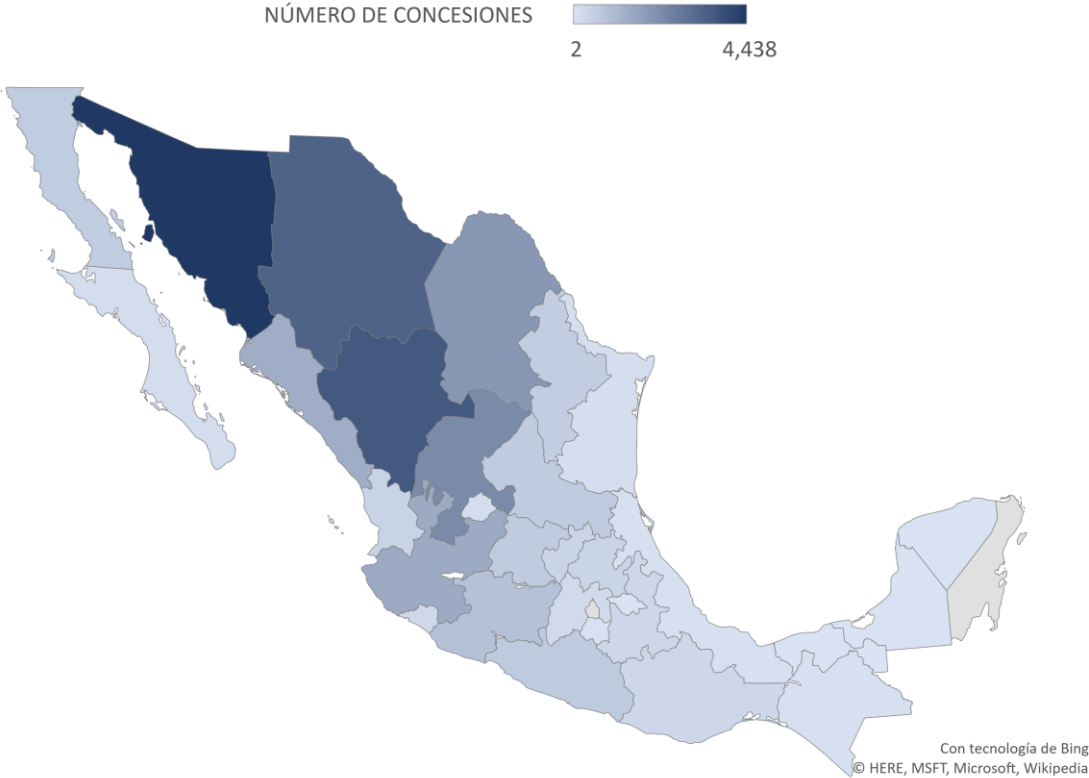 NÚMERO DE CONCESIONES
2 4,438
Con tecnología de Bing
© HERE, MSFT, Microsoft, Wikipedia